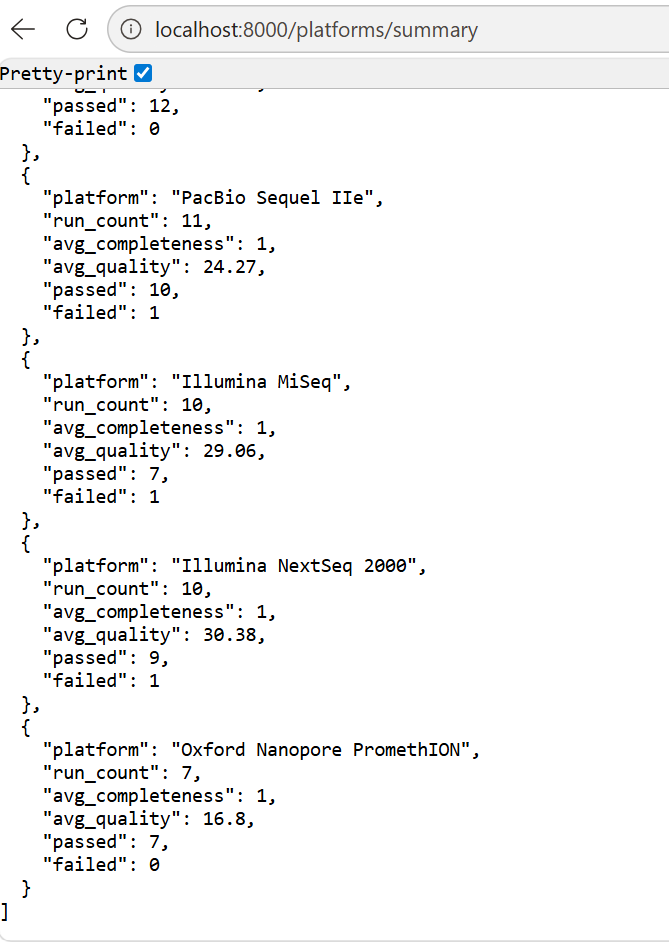 localhost:8000/platforms/summary
Pretty-print
"passed": 12,
"failed": 0
},
{
"platform": "PacBio Sequel IIe",
"run_count": 11,
"avg_completeness": 1,
"avg_quality": 24.27,
"passed": 10,
"failed": 1
},
{
"platform": "Illumina MiSeq",
"run_count": 10,
"avg_completeness": 1,
"avg_quality": 29.06,
"passed": 7,
"failed": 1
},
{
"platform": "Illumina NextSeq 2000",
"run_count": 10,
"avg_completeness": 1,
"avg_quality": 30.38,
"passed": 9,
"failed": 1
},
{
"platform": "Oxford Nanopore PromethION",
"run_count": 7,
"avg_completeness": 1,
"avg_quality": 16.8,
"passed": 7,
"failed": 0
}
]